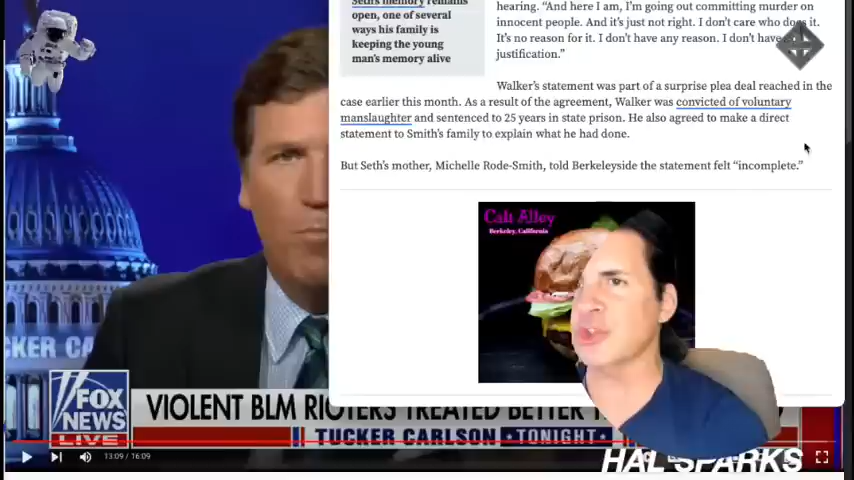 Seth's memory remains
open, one of several
ways his family is
keeping the young
man's memory alive
hearing. “And here I am, I'm going out committing murder on
innocent people. And it's just not right. I don't care who does it.
It's no reason for it. I don't have any reason. I don't have
justification.”
Walker's statement was part of a surprise plea deal reached in the
case earlier this month. As a result of the agreement, Walker was convicted of voluntary
manslaughter and sentenced to 25 years in state prison. He also agreed to make a direct
statement to Smith's family to explain what he had done.
But Seth's mother, Michelle Rode-Smith, told Berkeleyside the statement felt “incomplete.”
Cali Alley
Berkeley, California
CKER CA
FOX
NEWS
LIVE
VIOLENT BLM RIOTERS TREATED BETTER
TUCKER CARLSON TONIGHT
13:09 / 16:09
HAL SPARKS